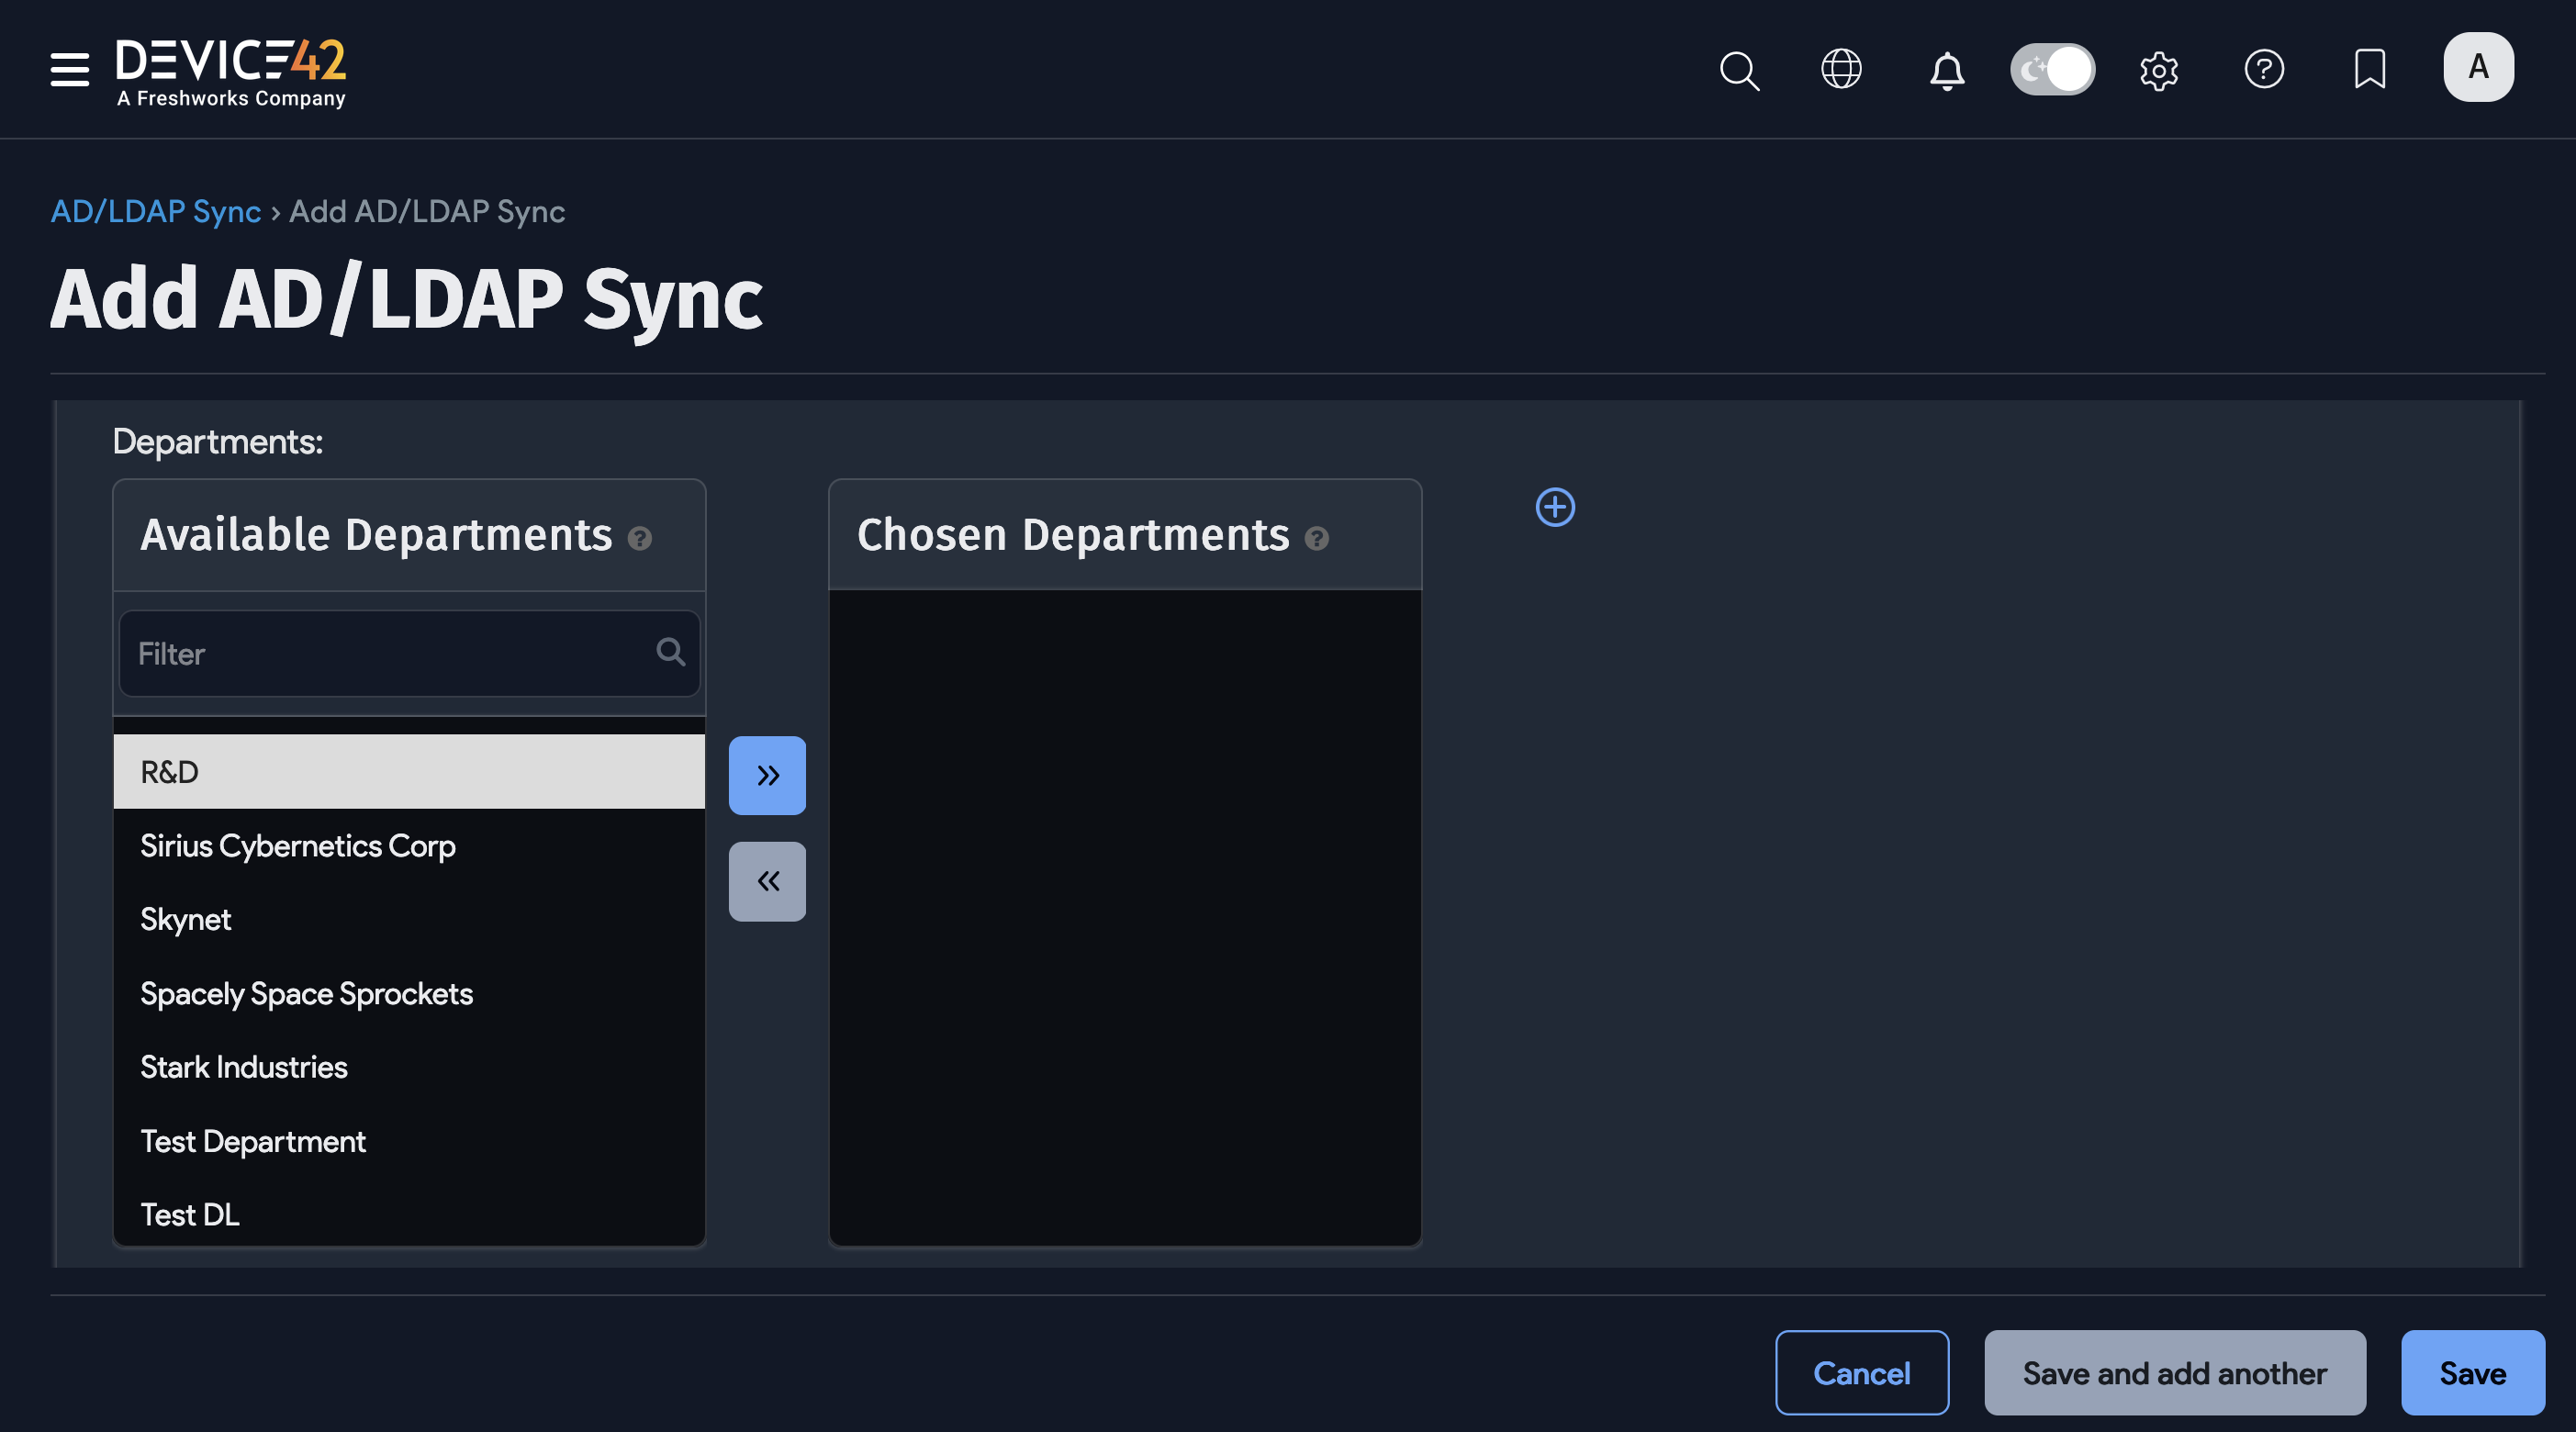 DEVICE42
A Freshworks Company
A
AD/LDAP Sync › Add AD/LDAP Sync
Add AD/LDAP Sync
Departments:
Available Departments ?
Chosen Departments ?
Filter
R&D
Sirius Cybernetics Corp
Skynet
Spacely Space Sprockets
Stark Industries
Test Department
Test DL
Cancel
Save and add another
Save